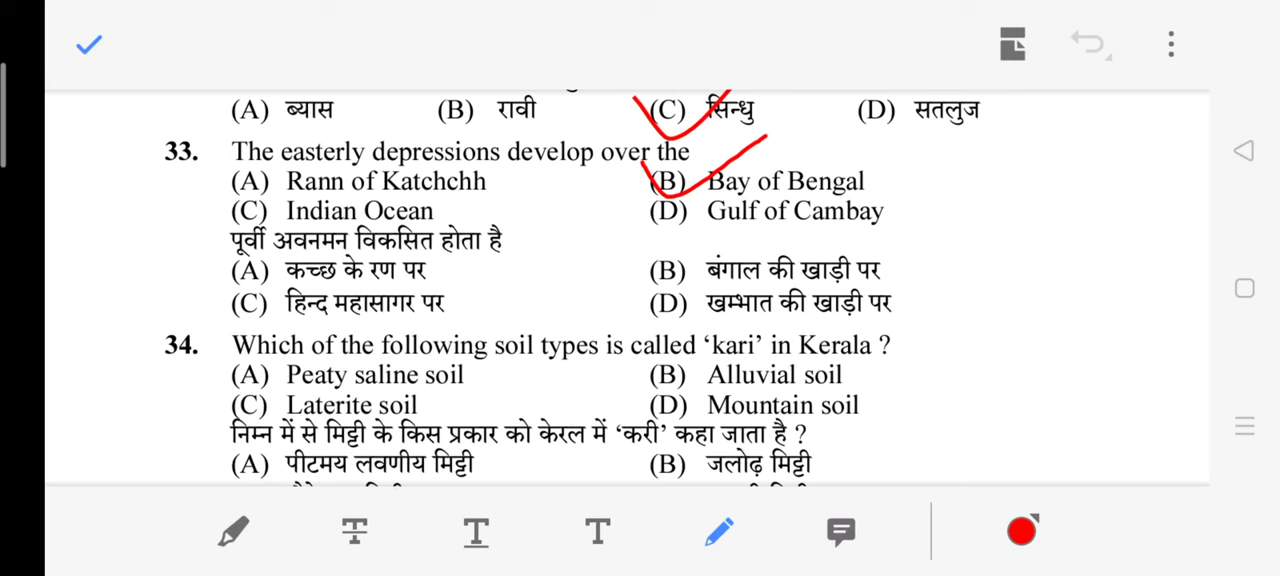 (A) ब्यास (B) रावी (C) सिन्धु (D) सतलुज
33. The easterly depressions develop over the
(A) Rann of Katchchh (B) Bay of Bengal
(C) Indian Ocean (D) Gulf of Cambay
पूर्वी अवनमन विकसित होता है
(A) कच्छ के रण पर (B) बंगाल की खाड़ी पर
(C) हिन्द महासागर पर (D) खम्भात की खाड़ी पर
34. Which of the following soil types is called ‘kari’ in Kerala ?
(A) Peaty saline soil (B) Alluvial soil
(C) Laterite soil (D) Mountain soil
निम्न में से मिट्टी के किस प्रकार को केरल में ‘करी’ कहा जाता है ?
(A) पीटमय लवणीय मिट्टी (B) जलोढ़ मिट्टी